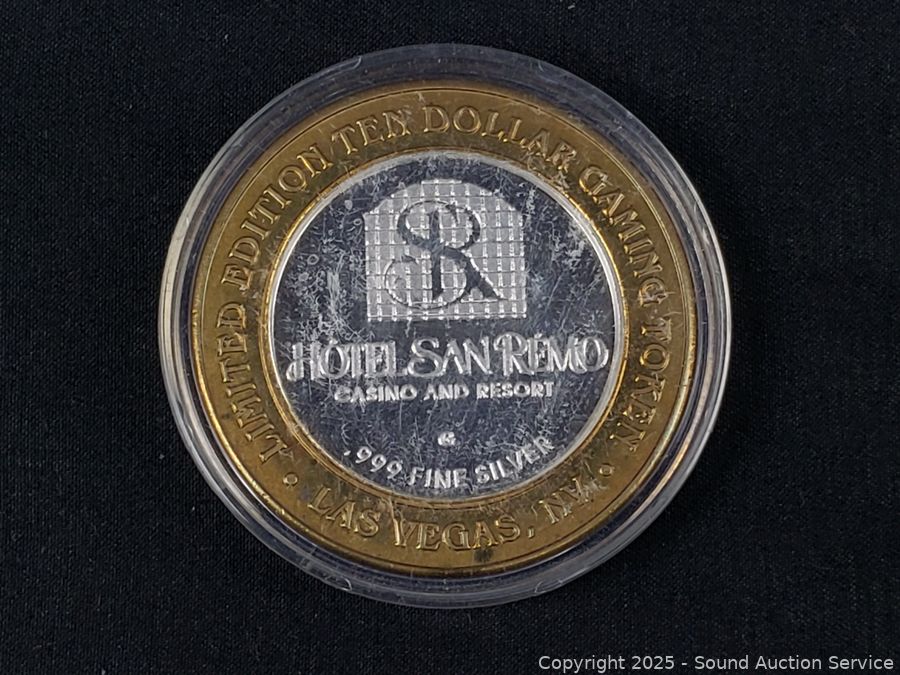 LIMITED EDITION TEN DOLLAR GAMING TOKEN
SR
HOTEL SAN REMO
CASINO AND RESORT
G
.999 FINE SILVER
• LAS VEGAS, NV. •
Copyright © 2025 - Sound Auction Service